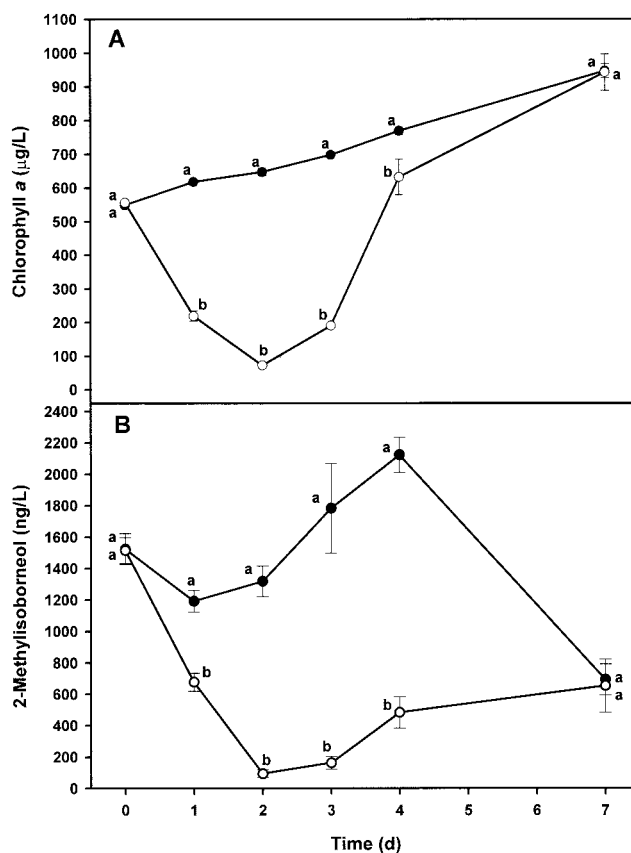 A
1100
1000
900
800
700
600
500
400
300
200
100
0
Chlorophyll a (µg/L)
a
a
a
a
a
a
a
a
b
b
b
b
B
2400
2200
2000
1800
1600
1400
1200
1000
800
600
400
200
0
2-Methylisoborneol (ng/L)
a
a
a
a
a
a
a
a
b
b
b
b
0 1 2 3 4 5 6 7
Time (d)